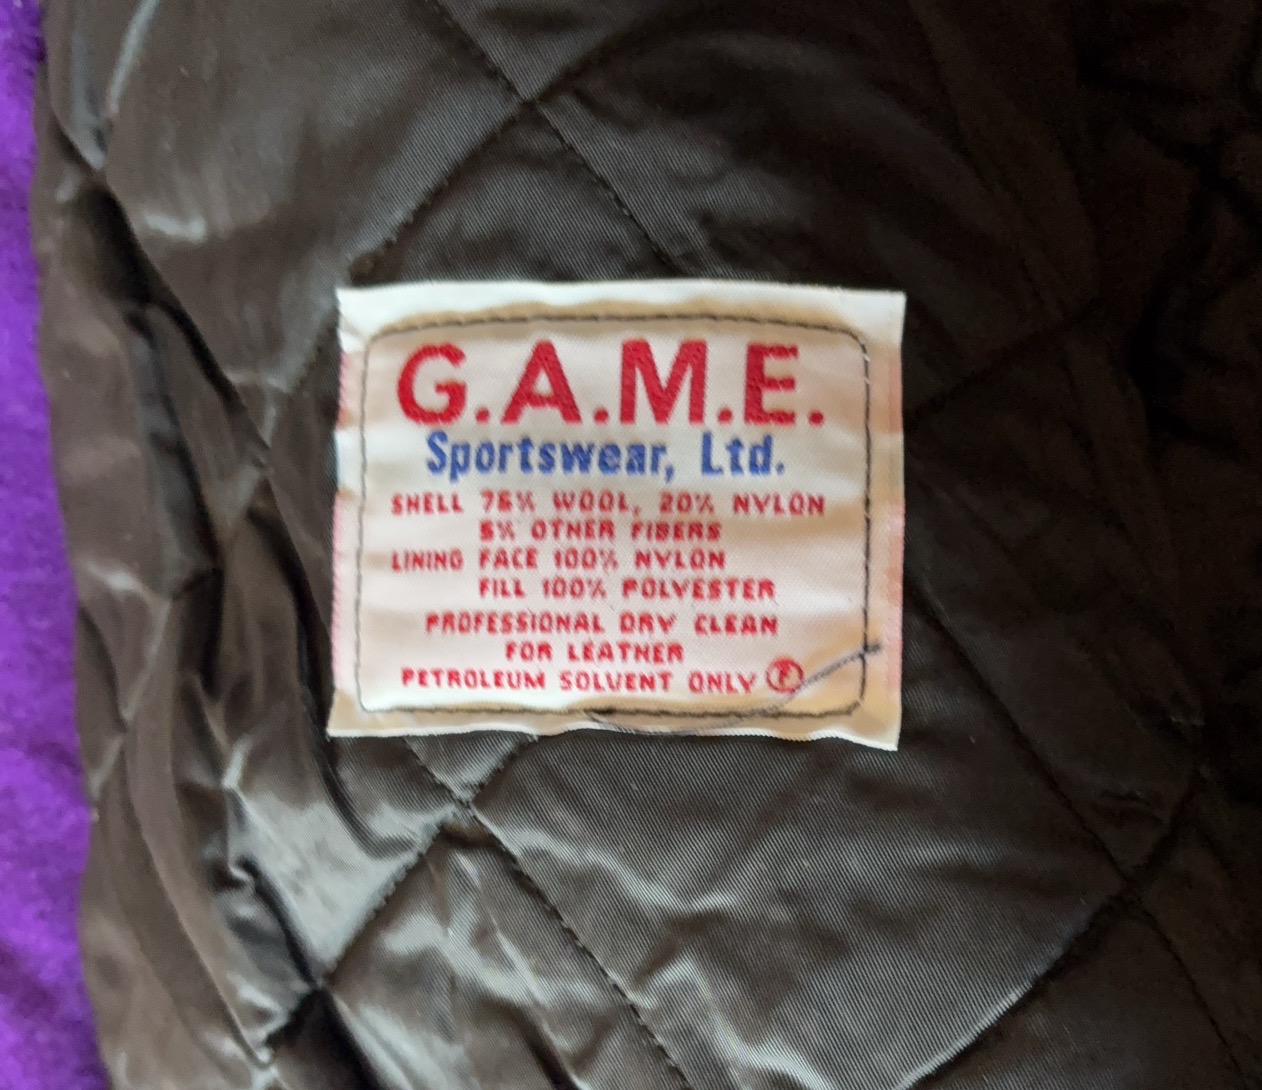 G.A.M.E.
Sportswear, Ltd.
SHELL 75% WOOL, 20% NYLON
5% OTHER FIBERS
LINING FACE 100% NYLON
FILL 100% POLYESTER
PROFESSIONAL DRY CLEAN
FOR LEATHER
PETROLEUM SOLVENT ONLY Ⓕ